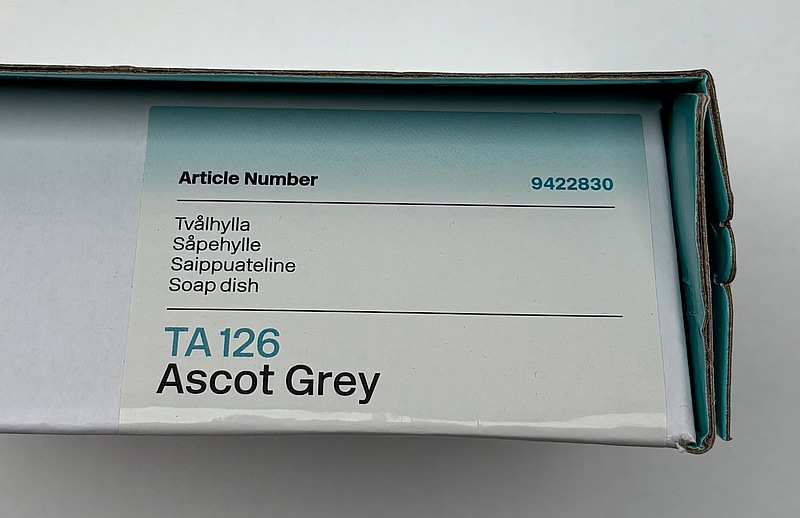 Article Number 9422830
Tvålhylla
Såpehylle
Saippuateline
Soap dish
TA 126
Ascot Grey